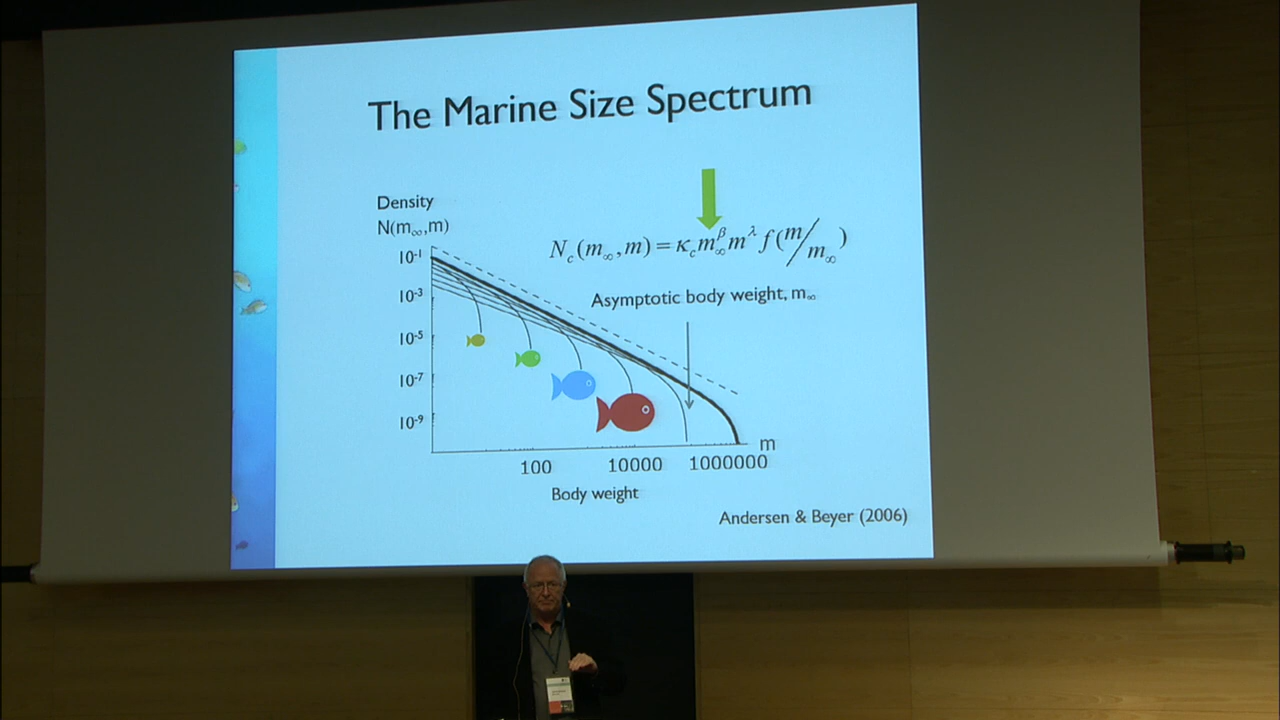 The Marine Size Spectrum
Density
N(m∞,m)
N_c(m∞,m)=κ_c m∞^β m^λ f(m/m∞)
10⁻¹
10⁻³
10⁻⁵
10⁻⁷
10⁻⁹
Asymptotic body weight, m∞
m
100 10000 1000000
Body weight
Andersen & Beyer (2006)